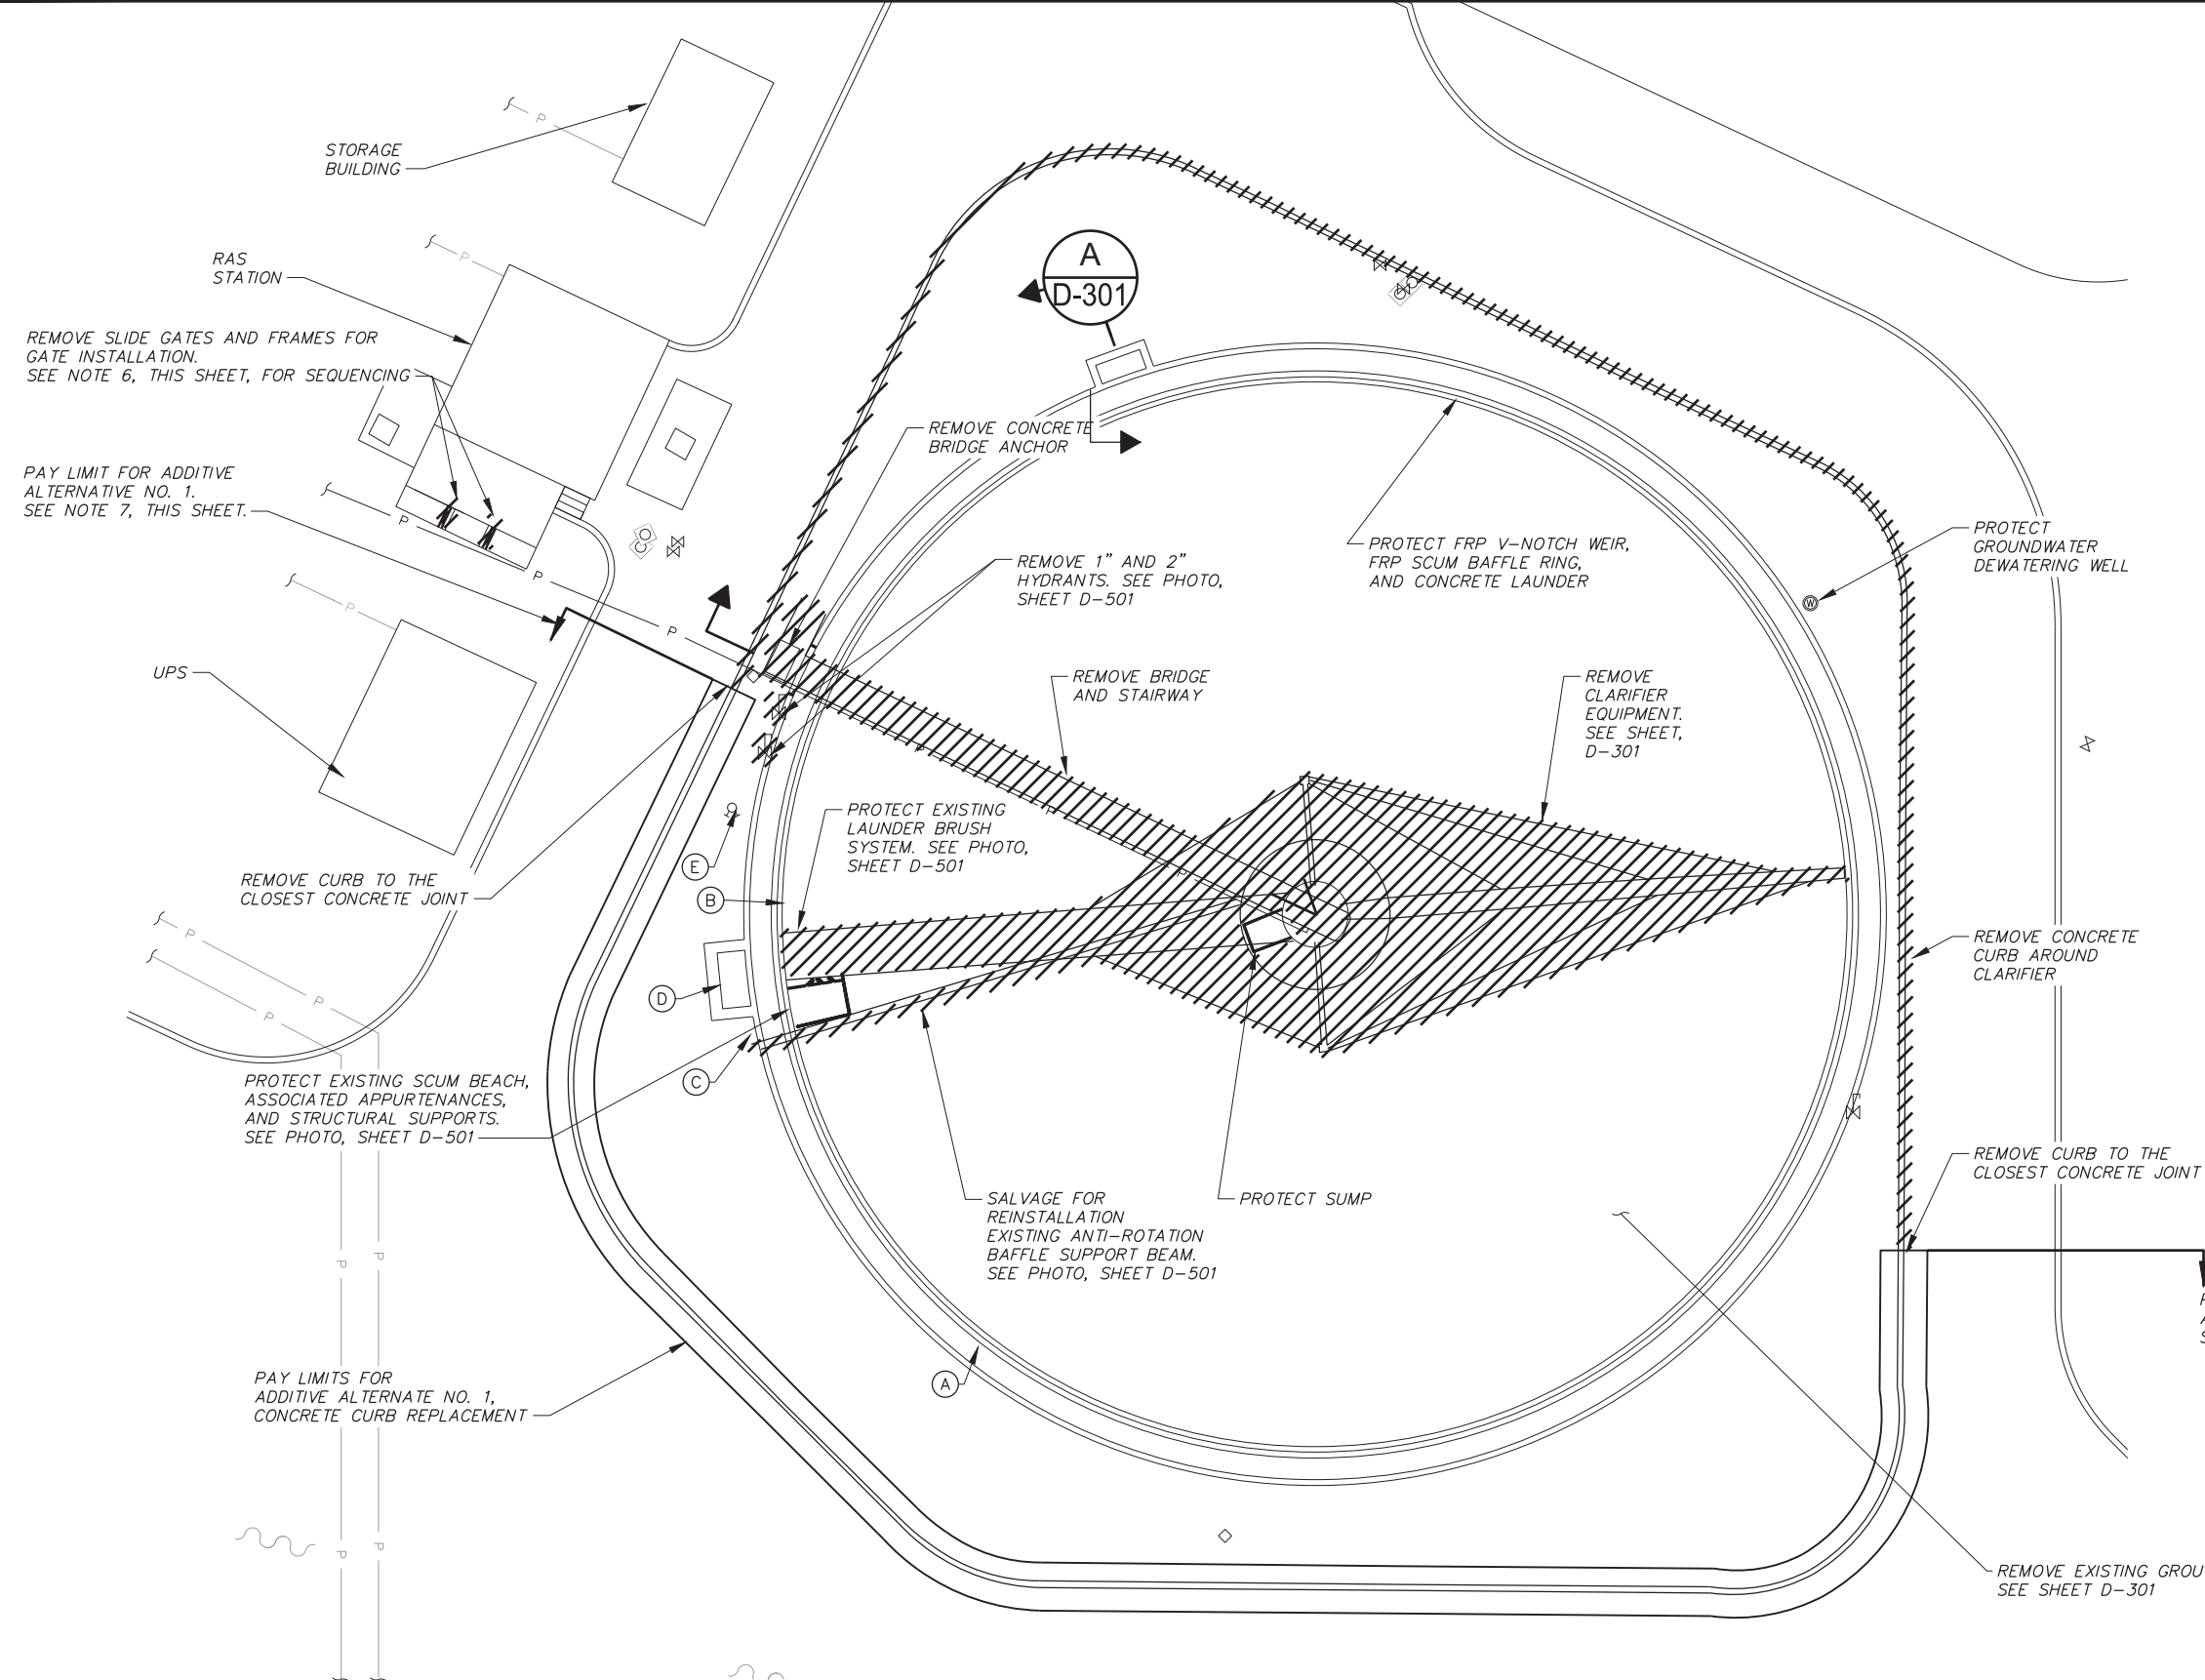 STORAGE
BUILDING
P
RAS
STATION
P
REMOVE SLIDE GATES AND FRAMES FOR
GATE INSTALLATION.
SEE NOTE 6, THIS SHEET, FOR SEQUENCING
A
D-301
REMOVE CONCRETE
BRIDGE ANCHOR
PAY LIMIT FOR ADDITIVE
ALTERNATIVE NO. 1.
SEE NOTE 7, THIS SHEET.
P
P
P
P
CO
CO
REMOVE 1" AND 2"
HYDRANTS. SEE PHOTO,
SHEET D-501
PROTECT FRP V-NOTCH WEIR,
FRP SCUM BAFFLE RING,
AND CONCRETE LAUNDER
PROTECT
GROUNDWATER
DEWATERING WELL
W
UPS
REMOVE BRIDGE
AND STAIRWAY
REMOVE
CLARIFIER
EQUIPMENT.
SEE SHEET,
D-301
P
P
P
PROTECT EXISTING
LAUNDER BRUSH
SYSTEM. SEE PHOTO,
SHEET D-501
E
B
REMOVE CURB TO THE
CLOSEST CONCRETE JOINT
P
P
P
P
D
C
REMOVE CONCRETE
CURB AROUND
CLARIFIER
PROTECT EXISTING SCUM BEACH,
ASSOCIATED APPURTENANCES,
AND STRUCTURAL SUPPORTS.
SEE PHOTO, SHEET D-501
REMOVE CURB TO THE
CLOSEST CONCRETE JOINT
SALVAGE FOR
REINSTALLATION
EXISTING ANTI-ROTATION
BAFFLE SUPPORT BEAM.
SEE PHOTO, SHEET D-501
PROTECT SUMP
P
P
PAY LIMITS FOR
ADDITIVE ALTERNATE NO. 1,
CONCRETE CURB REPLACEMENT
A
P
P
REMOVE EXISTING GROU
SEE SHEET D-301